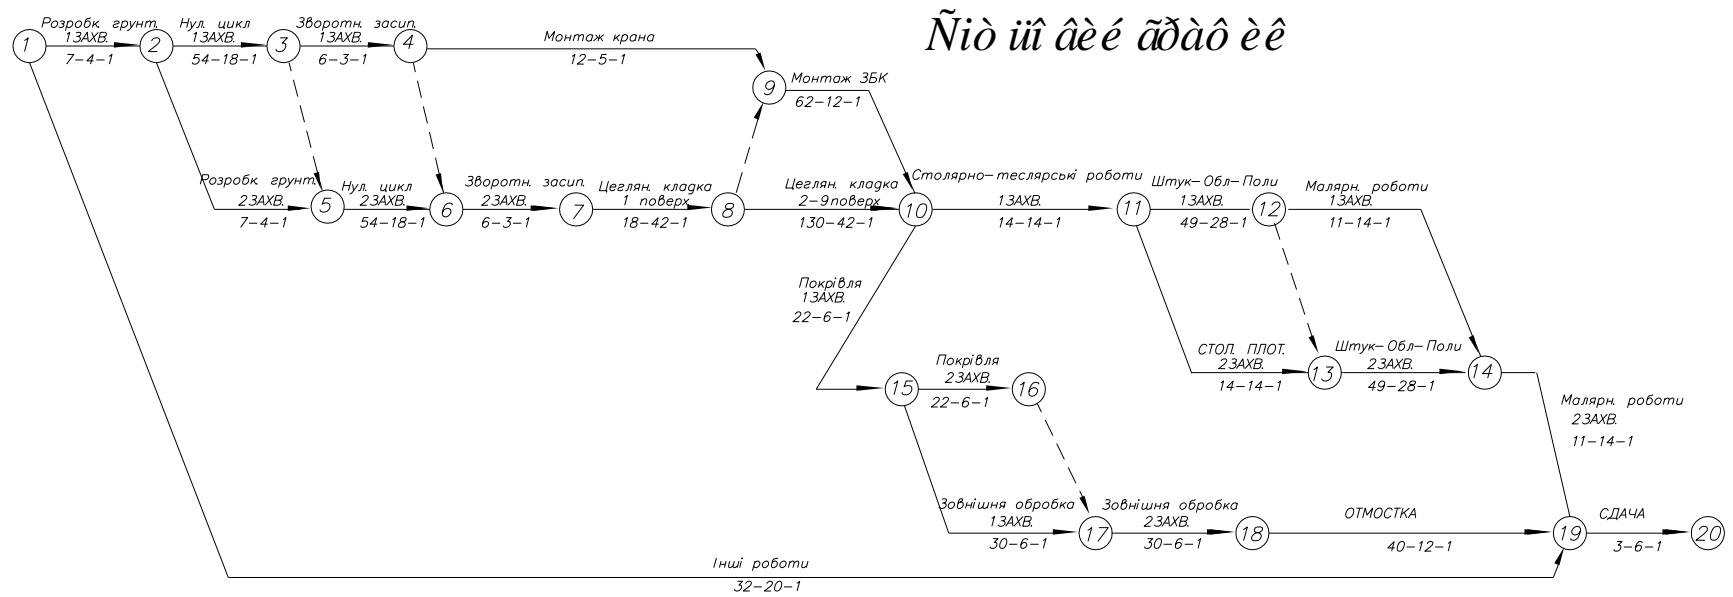 Ñiò üî âèé ãðàô èê
1
Розробк. грунт.
1ЗАХВ.
7-4-1
2
Нул. цикл
1ЗАХВ.
54-18-1
3
Зворотн. засип.
1ЗАХВ.
6-3-1
4
Монтаж крана
12-5-1
9
Монтаж ЗБК
62-12-1
Розробк. грунт.
2ЗАХВ.
7-4-1
5
Нул. цикл
2ЗАХВ.
54-18-1
6
Зворотн. засип.
2ЗАХВ.
6-3-1
7
Цеглян. кладка
1 поверх
18-42-1
8
Цеглян. кладка
2-9поверх
130-42-1
10
Столярно-теслярські роботи
1ЗАХВ.
14-14-1
11
Штук-Обл-Поли
1ЗАХВ.
49-28-1
12
Малярн. роботи
1ЗАХВ.
11-14-1
Покрівля
1ЗАХВ.
22-6-1
15
Покрівля
2ЗАХВ.
22-6-1
16
СТОЛ. ПЛОТ.
2ЗАХВ.
14-14-1
13
Штук-Обл-Поли
2ЗАХВ.
49-28-1
14
Малярн. роботи
2ЗАХВ.
11-14-1
Зовнішня обробка
1ЗАХВ.
30-6-1
17
Зовнішня обробка
2ЗАХВ.
30-6-1
18
ОТМОСТКА
40-12-1
19
СДАЧА
3-6-1
20
Інші роботи
32-20-1